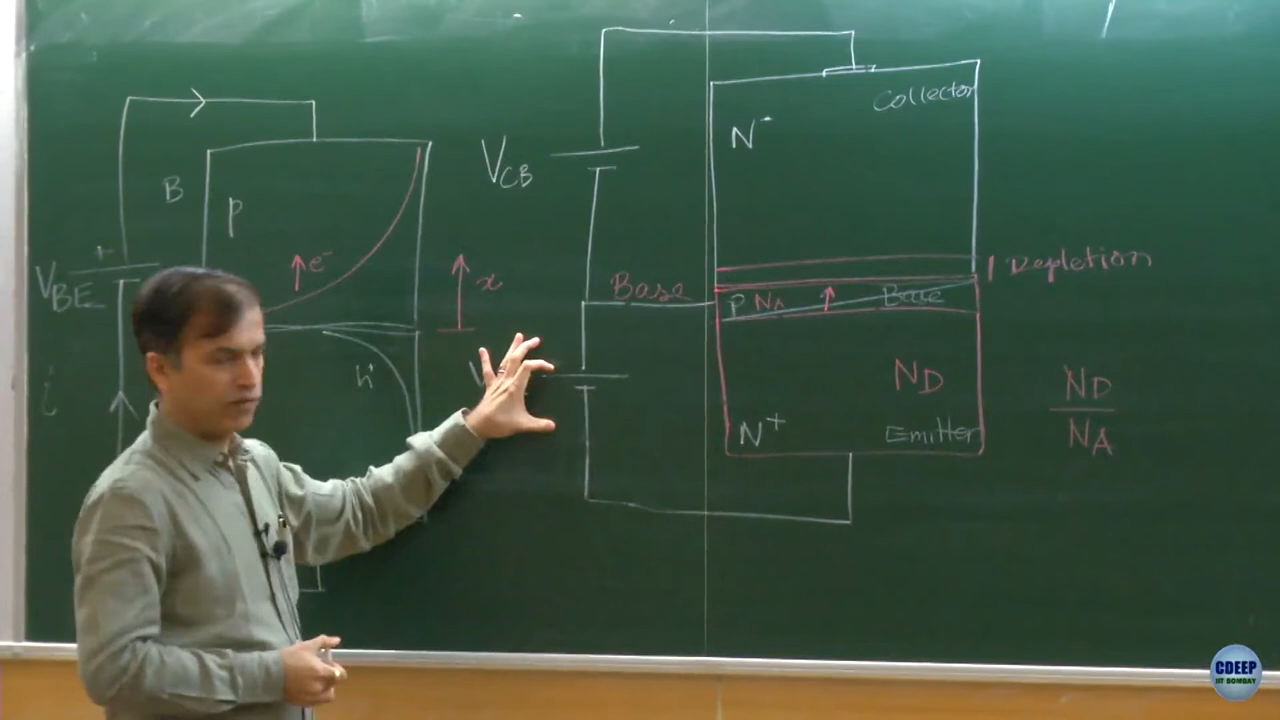 B
P
e⁻
x
V_BE
+
i
h⁺
V_CB
Base
N⁻
Collector
Depletion
P N_A Base
N_D
N⁺
Emitter
N_D
N_A
CDEEP
IIT BOMBAY